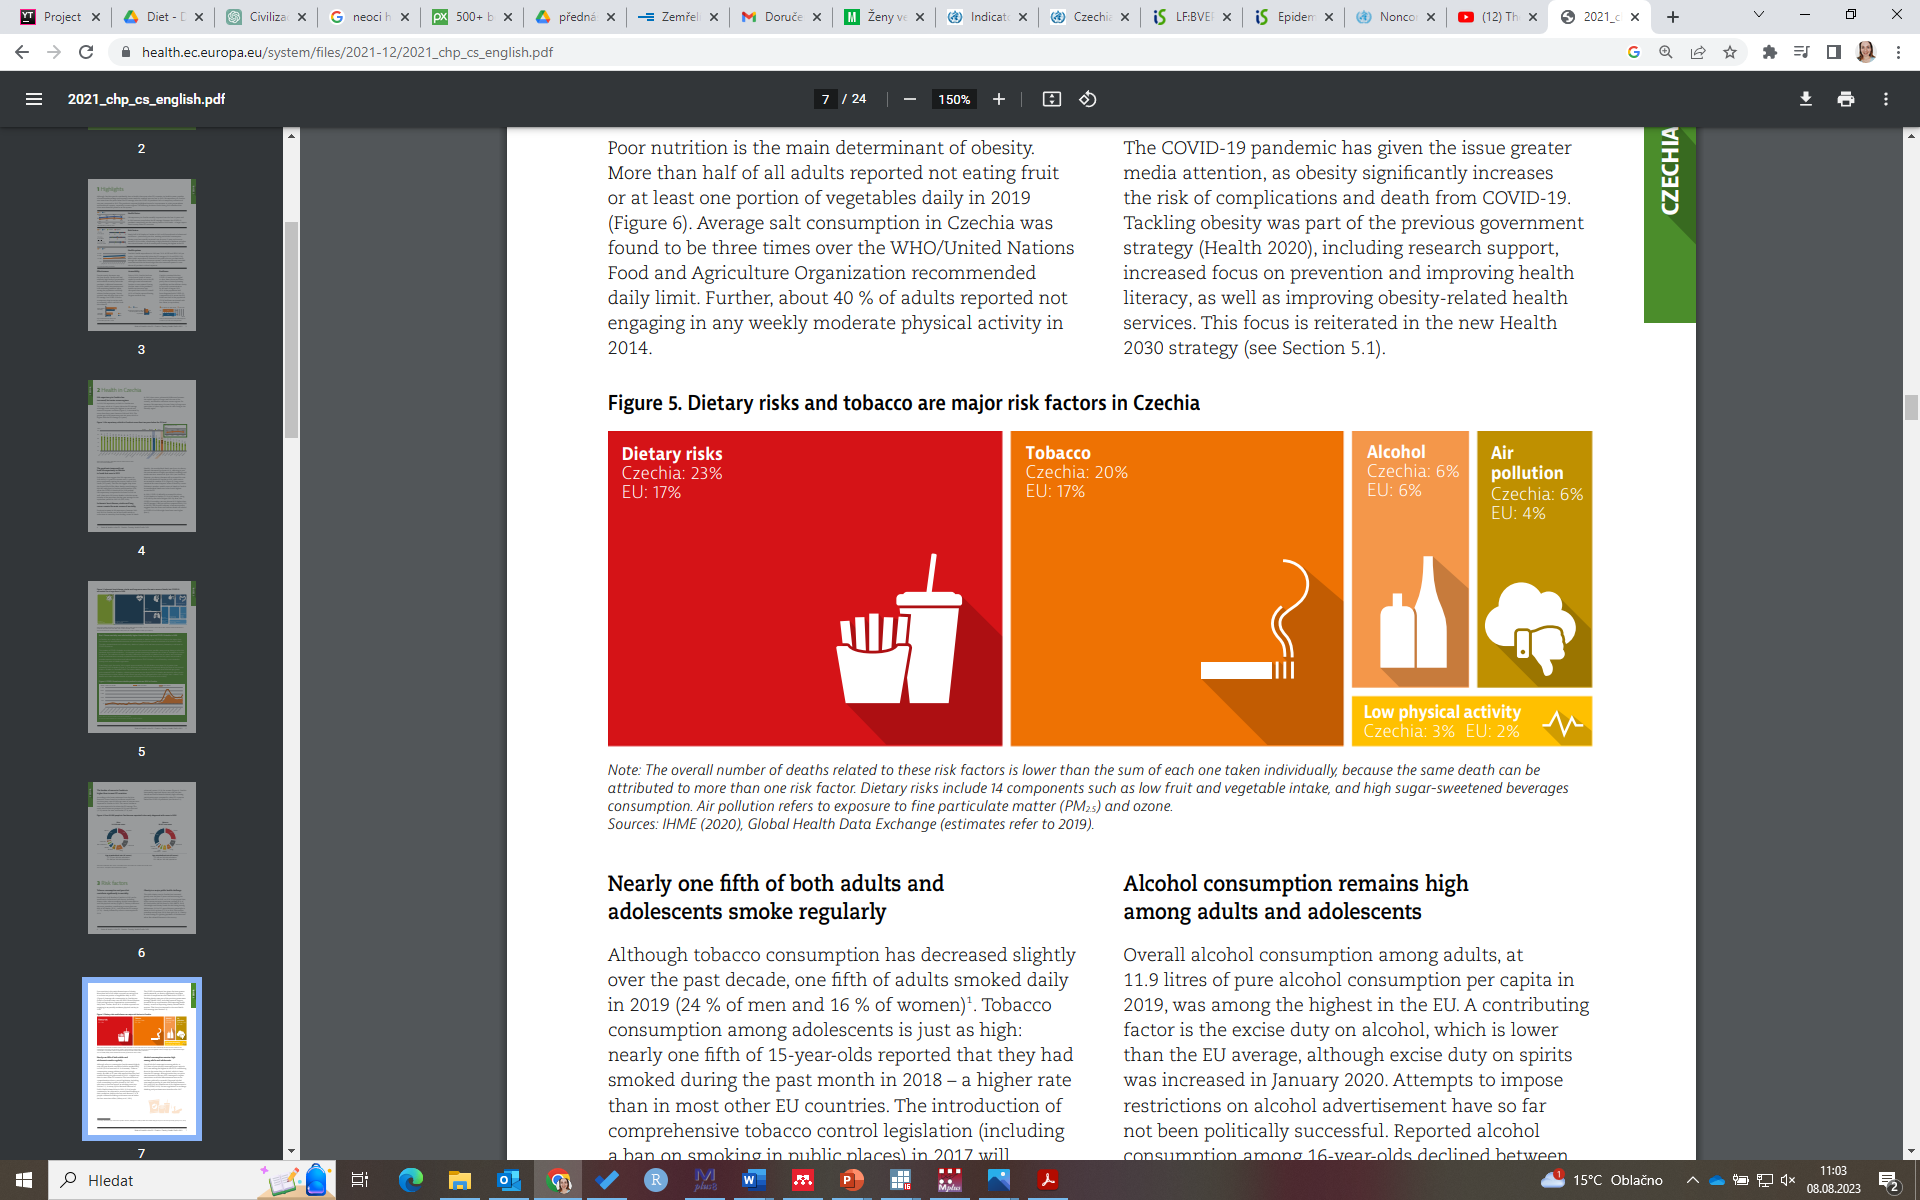 Project
Diet - D
Civiliza
neoci h
500+ b
předná
Zemřel
Doruče
Ženy ve
Indicat
Czechi
LF:BVE
Epidem
Nonco
(12) Th
2021_c
health.ec.europa.eu/system/files/2021-12/2021_chp_cs_english.pdf
2021_chp_cs_english.pdf
7 / 24
150%
2
3
4
5
6
7
CZECHIA
Poor nutrition is the main determinant of obesity.
More than half of all adults reported not eating fruit
or at least one portion of vegetables daily in 2019
(Figure 6). Average salt consumption in Czechia was
found to be three times over the WHO/United Nations
Food and Agriculture Organization recommended
daily limit. Further, about 40 % of adults reported not
engaging in any weekly moderate physical activity in
2014.
The COVID-19 pandemic has given the issue greater
media attention, as obesity significantly increases
the risk of complications and death from COVID-19.
Tackling obesity was part of the previous government
strategy (Health 2020), including research support,
increased focus on prevention and improving health
literacy, as well as improving obesity-related health
services. This focus is reiterated in the new Health
2030 strategy (see Section 5.1).
Figure 5. Dietary risks and tobacco are major risk factors in Czechia
Dietary risks
Czechia: 23%
EU: 17%
Tobacco
Czechia: 20%
EU: 17%
Alcohol
Czechia: 6%
EU: 6%
Air
pollution
Czechia: 6%
EU: 4%
Low physical activity
Czechia: 3% EU: 2%
Note: The overall number of deaths related to these risk factors is lower than the sum of each one taken individually, because the same death can be
attributed to more than one risk factor. Dietary risks include 14 components such as low fruit and vegetable intake, and high sugar-sweetened beverages
consumption. Air pollution refers to exposure to fine particulate matter (PM2.5) and ozone.
Sources: IHME (2020), Global Health Data Exchange (estimates refer to 2019).
Nearly one fifth of both adults and
adolescents smoke regularly
Although tobacco consumption has decreased slightly
over the past decade, one fifth of adults smoked daily
in 2019 (24 % of men and 16 % of women)¹. Tobacco
consumption among adolescents is just as high:
nearly one fifth of 15-year-olds reported that they had
smoked during the past month in 2018 – a higher rate
than in most other EU countries. The introduction of
comprehensive tobacco control legislation (including
a ban on smoking in public places) in 2017 will
Alcohol consumption remains high
among adults and adolescents
Overall alcohol consumption among adults, at
11.9 litres of pure alcohol consumption per capita in
2019, was among the highest in the EU. A contributing
factor is the excise duty on alcohol, which is lower
than the EU average, although excise duty on spirits
was increased in January 2020. Attempts to impose
restrictions on alcohol advertisement have so far
not been politically successful. Reported alcohol
consumption among 16-year-olds declined between
Hledat
15°C Oblačno
11:03
08.08.2023